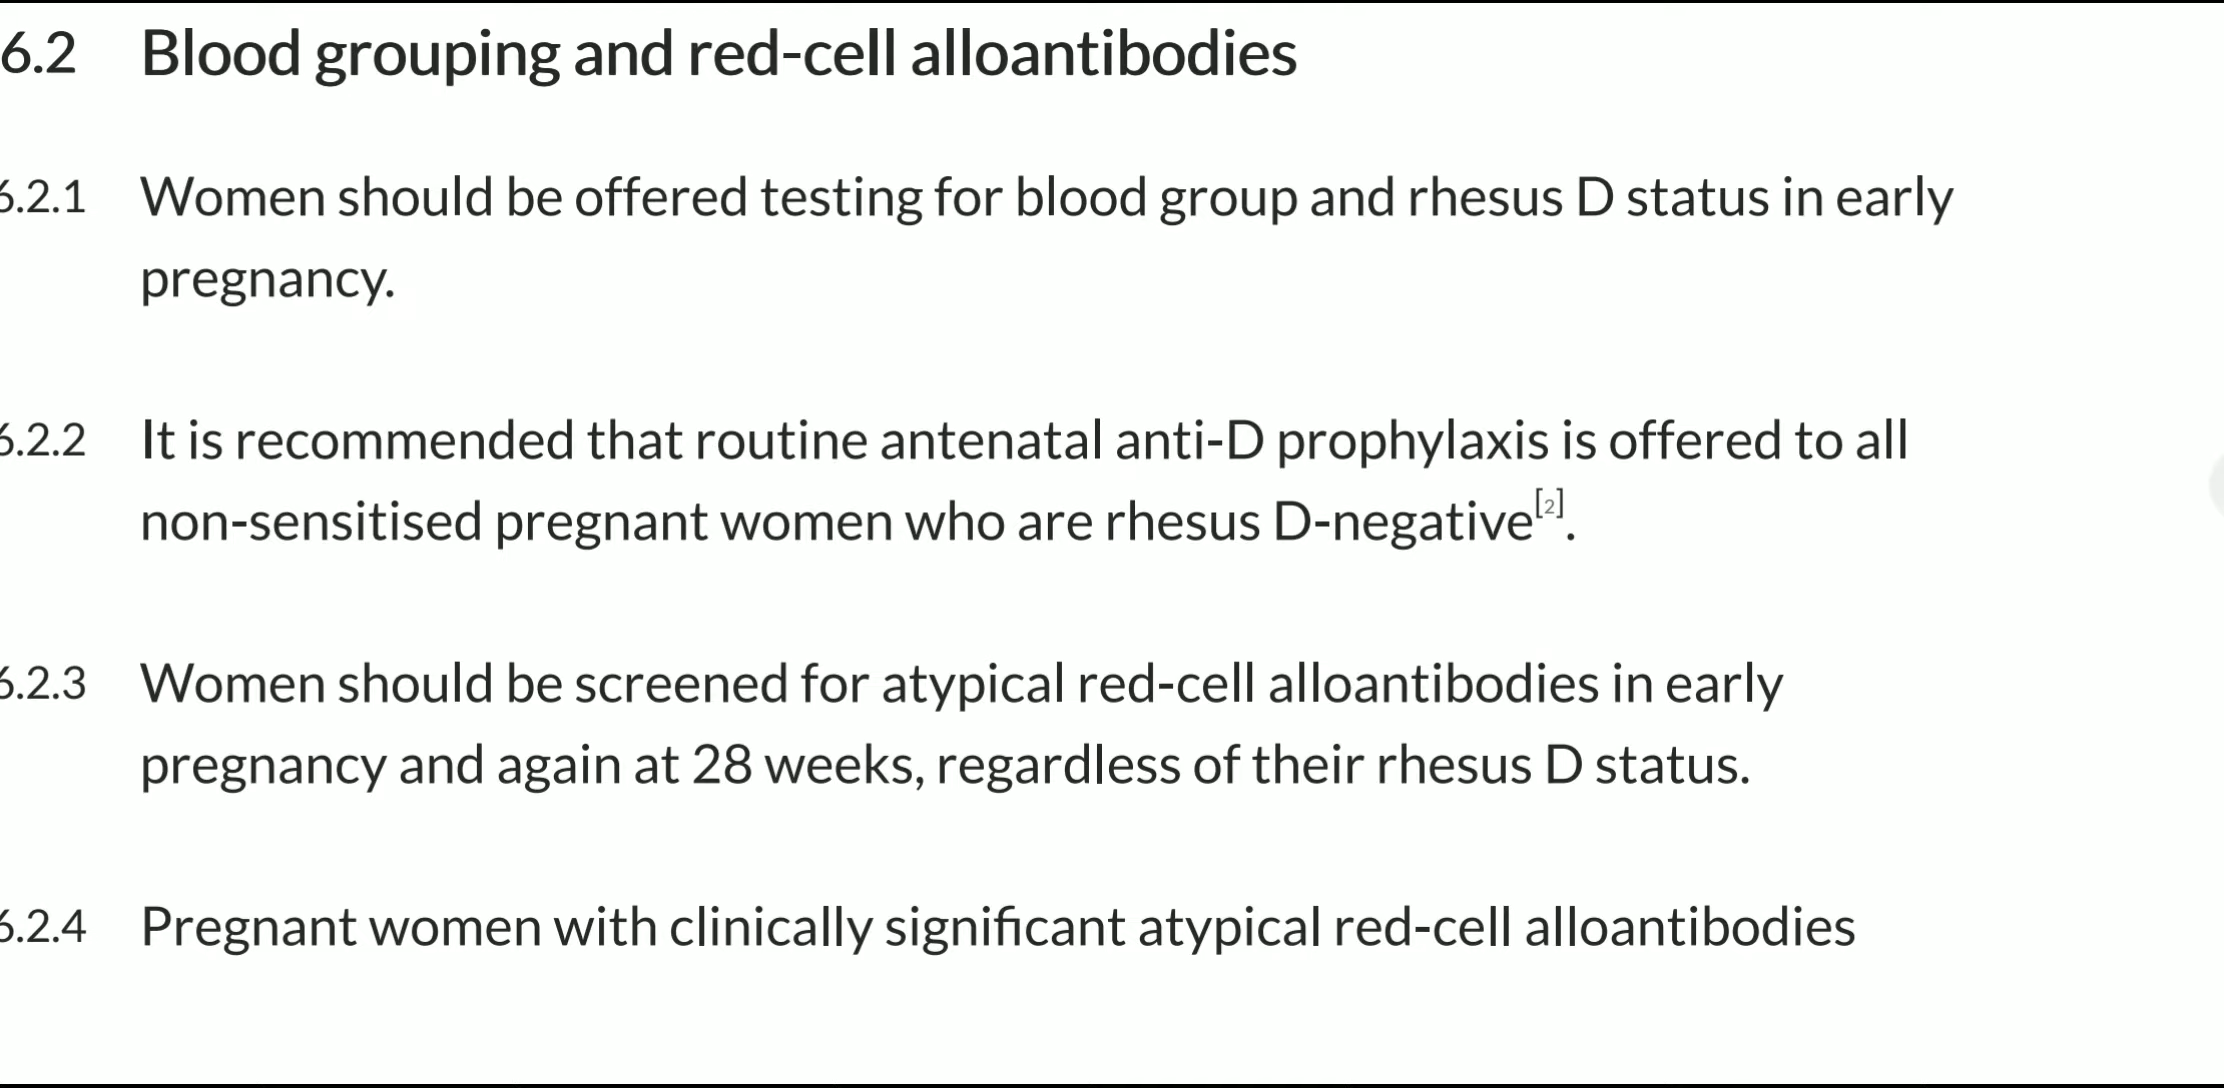 6.2 Blood grouping and red-cell alloantibodies
6.2.1 Women should be offered testing for blood group and rhesus D status in early
pregnancy.
6.2.2 It is recommended that routine antenatal anti-D prophylaxis is offered to all
non-sensitised pregnant women who are rhesus D-negative[2].
6.2.3 Women should be screened for atypical red-cell alloantibodies in early
pregnancy and again at 28 weeks, regardless of their rhesus D status.
6.2.4 Pregnant women with clinically significant atypical red-cell alloantibodies